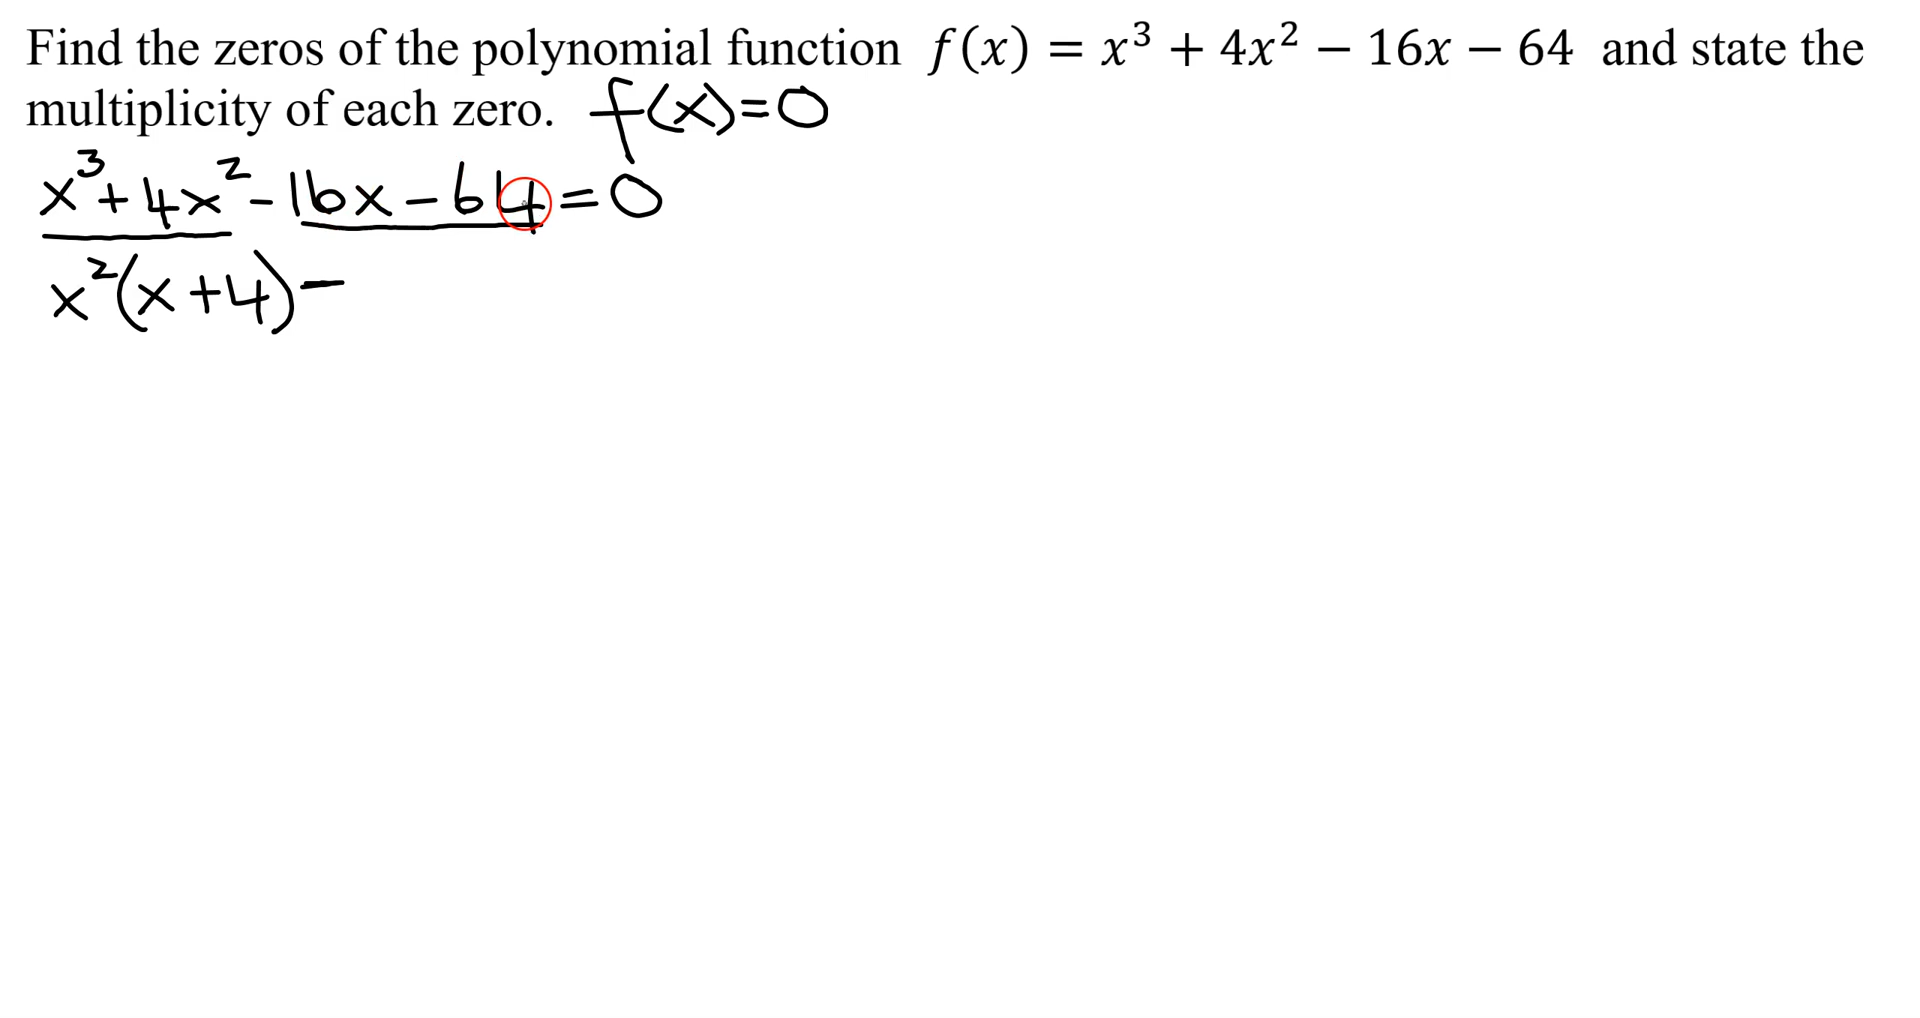 Find the zeros of the polynomial function f(x) = x³ + 4x² − 16x − 64 and state the
multiplicity of each zero. f(x)=0
x³+4x²-16x-64=0
x²(x+4)-